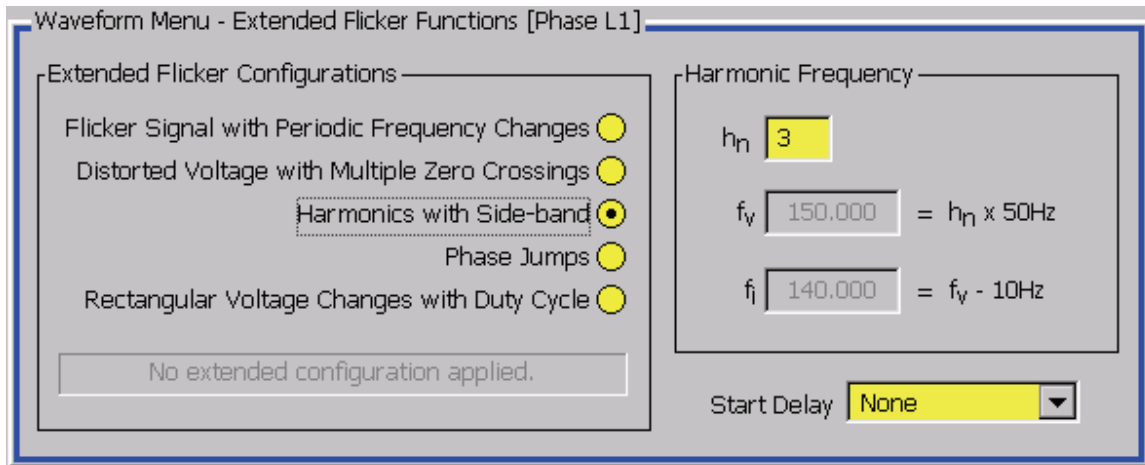 Waveform Menu - Extended Flicker Functions [Phase L1]
Extended Flicker Configurations
Flicker Signal with Periodic Frequency Changes
Distorted Voltage with Multiple Zero Crossings
Harmonics with Side-band
Phase Jumps
Rectangular Voltage Changes with Duty Cycle
No extended configuration applied.
Harmonic Frequency
hn 3
fv 150.000 = hn x 50Hz
fi 140.000 = fv - 10Hz
Start Delay None